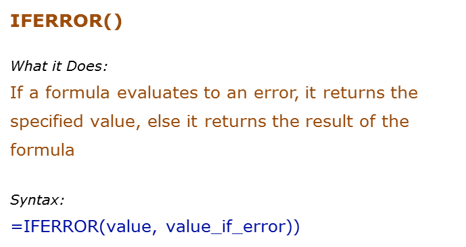 IFERROR()
What it Does:
If a formula evaluates to an error, it returns the
specified value, else it returns the result of the
formula
Syntax:
=IFERROR(value, value_if_error))